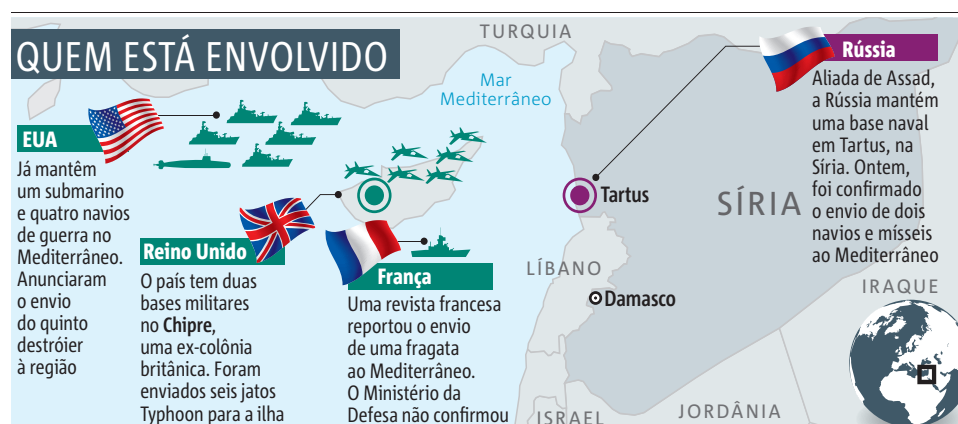 QUEM ESTÁ ENVOLVIDO
TURQUIA
Mar
Mediterrâneo
EUA
Já mantêm
um submarino
e quatro navios
de guerra no
Mediterrâneo.
Anunciaram
o envio
do quinto
destróier
à região
Reino Unido
O país tem duas
bases militares
no Chipre,
uma ex-colônia
britânica. Foram
enviados seis jatos
Typhoon para a ilha
França
Uma revista francesa
reportou o envio
de uma fragata
ao Mediterrâneo.
O Ministério da
Defesa não confirmou
Rússia
Aliada de Assad,
a Rússia mantém
uma base naval
em Tartus, na
Síria. Ontem,
foi confirmado
o envio de dois
navios e mísseis
ao Mediterrâneo
Tartus
SÍRIA
LÍBANO
Damasco
IRAQUE
ISRAEL
JORDÂNIA